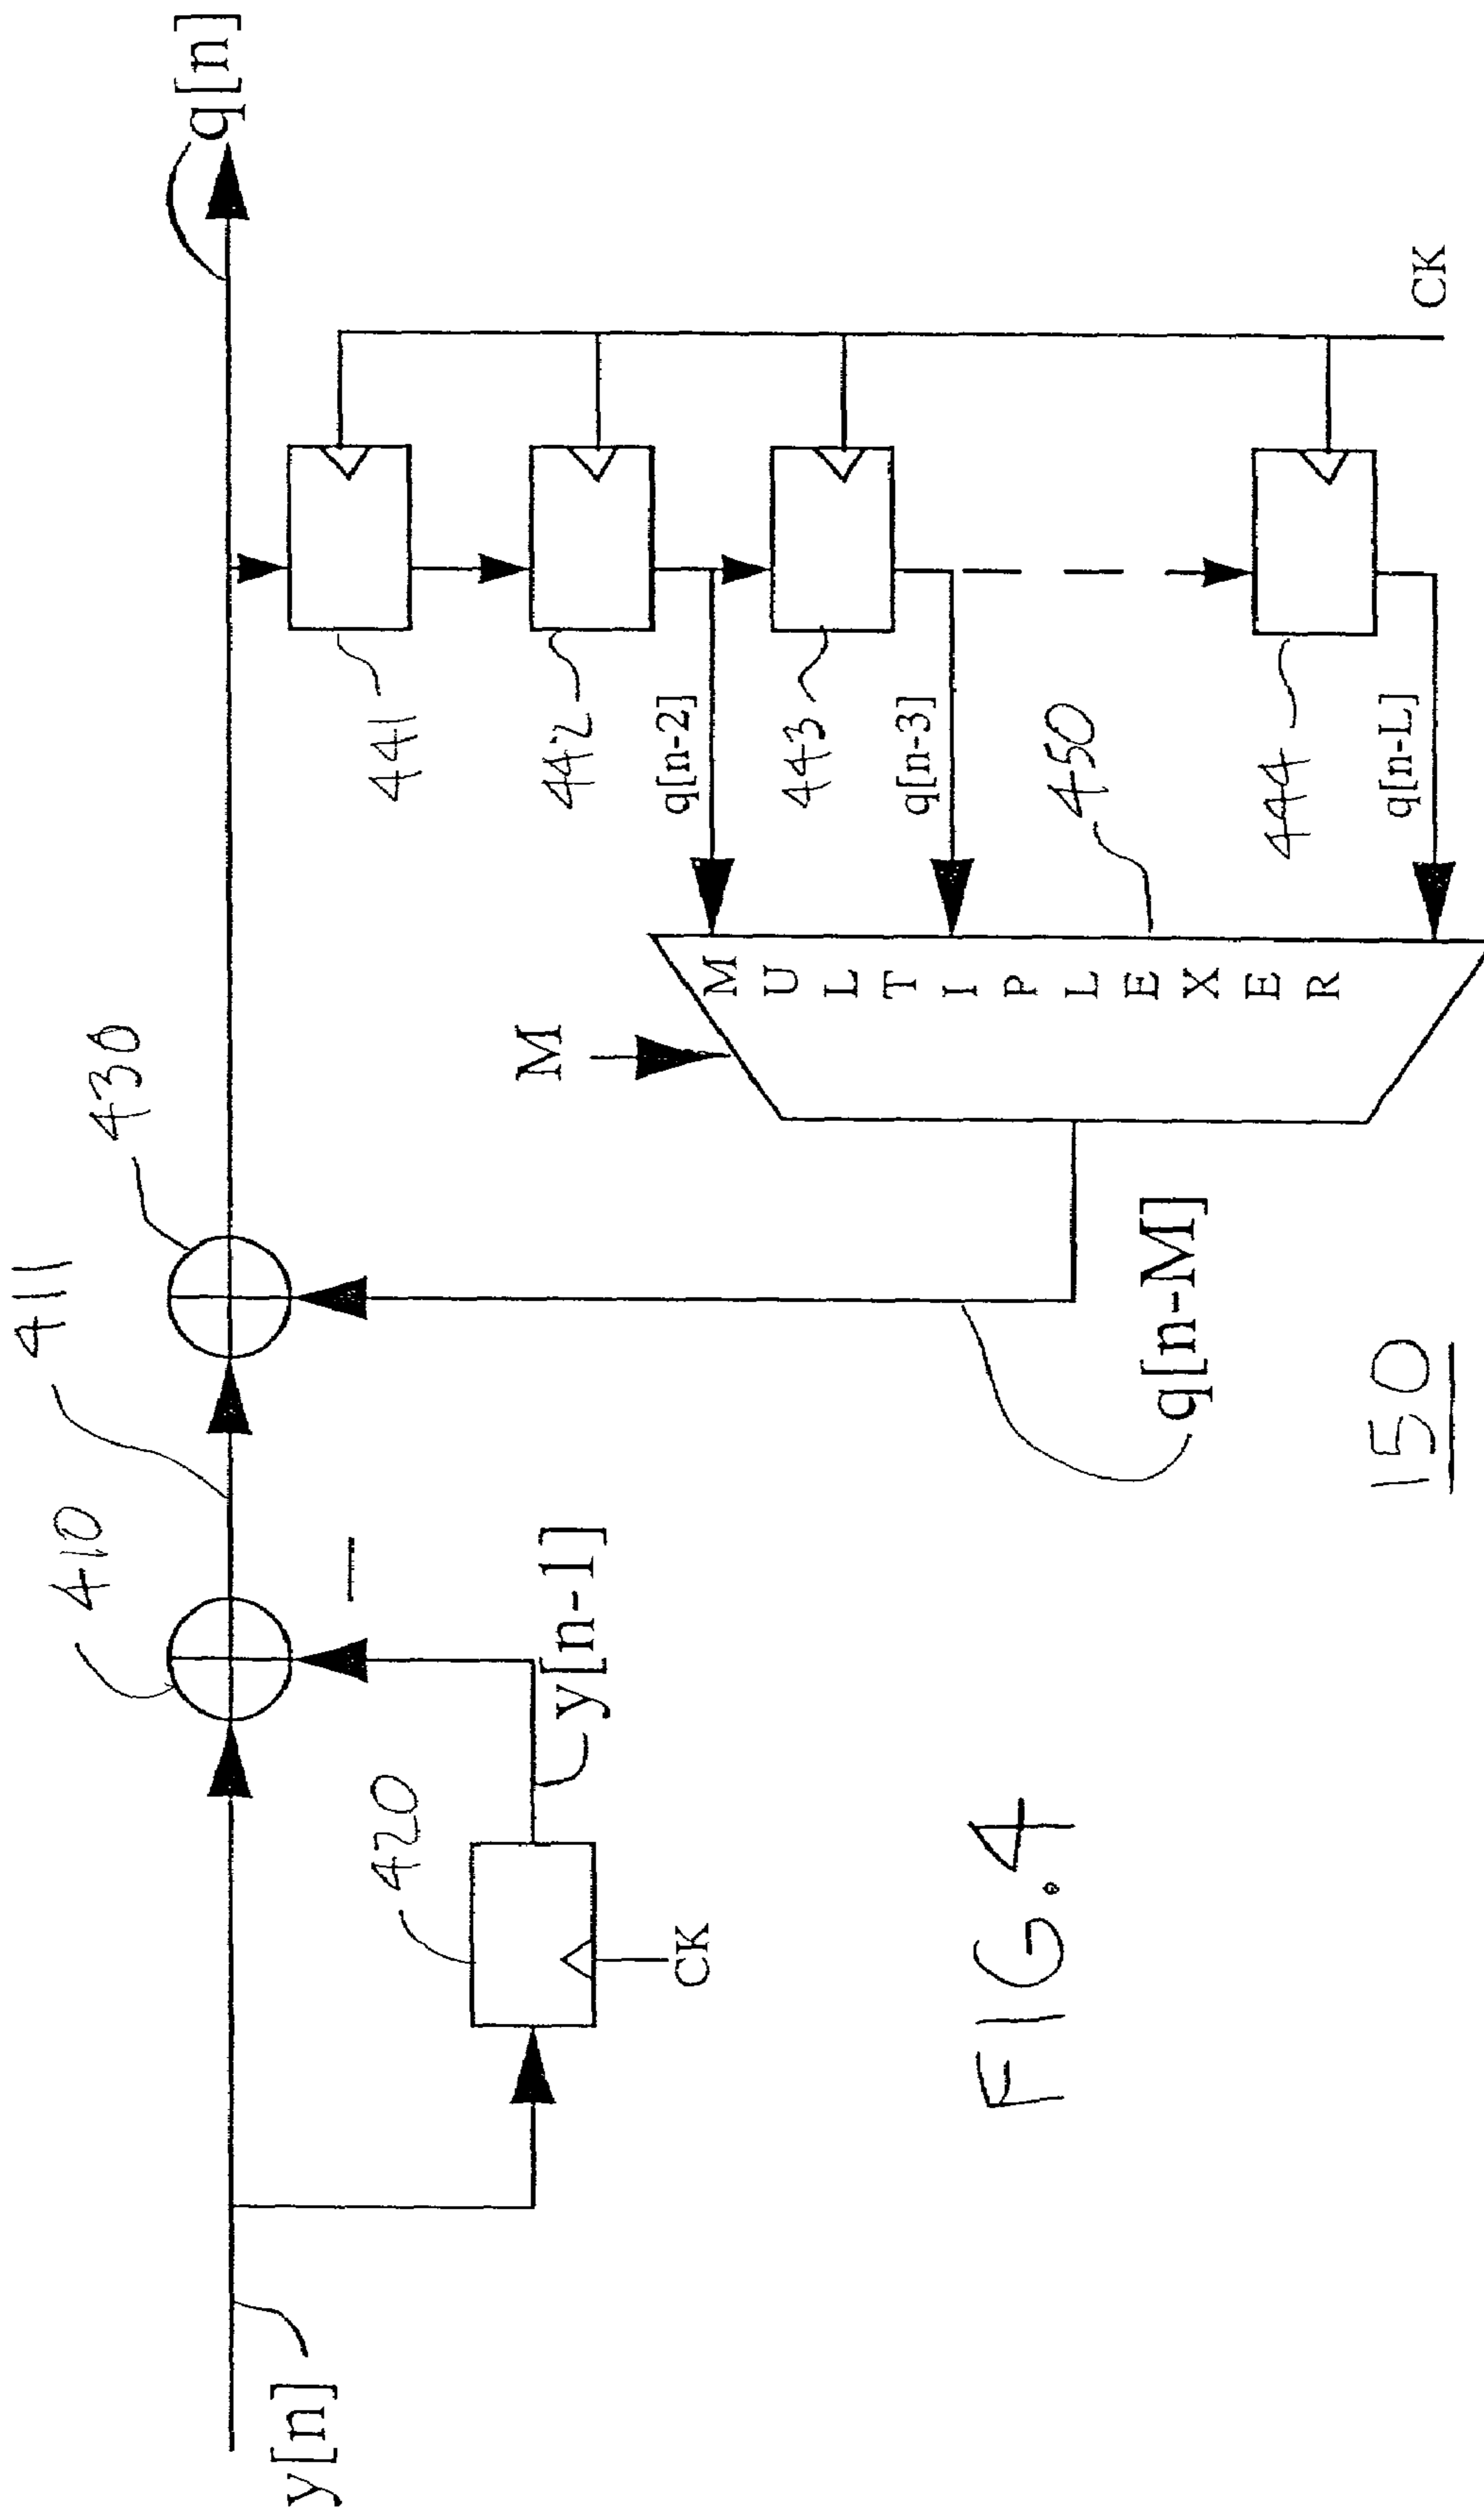 y[n]
410
411
430
q[n]
420
CK
y[n-1]
–
441
442
q[n-2]
443
q[n-3]
444
q[n-L]
450
M
MULTIPLEXER
q[n-M]
CK
FIG. 4
150